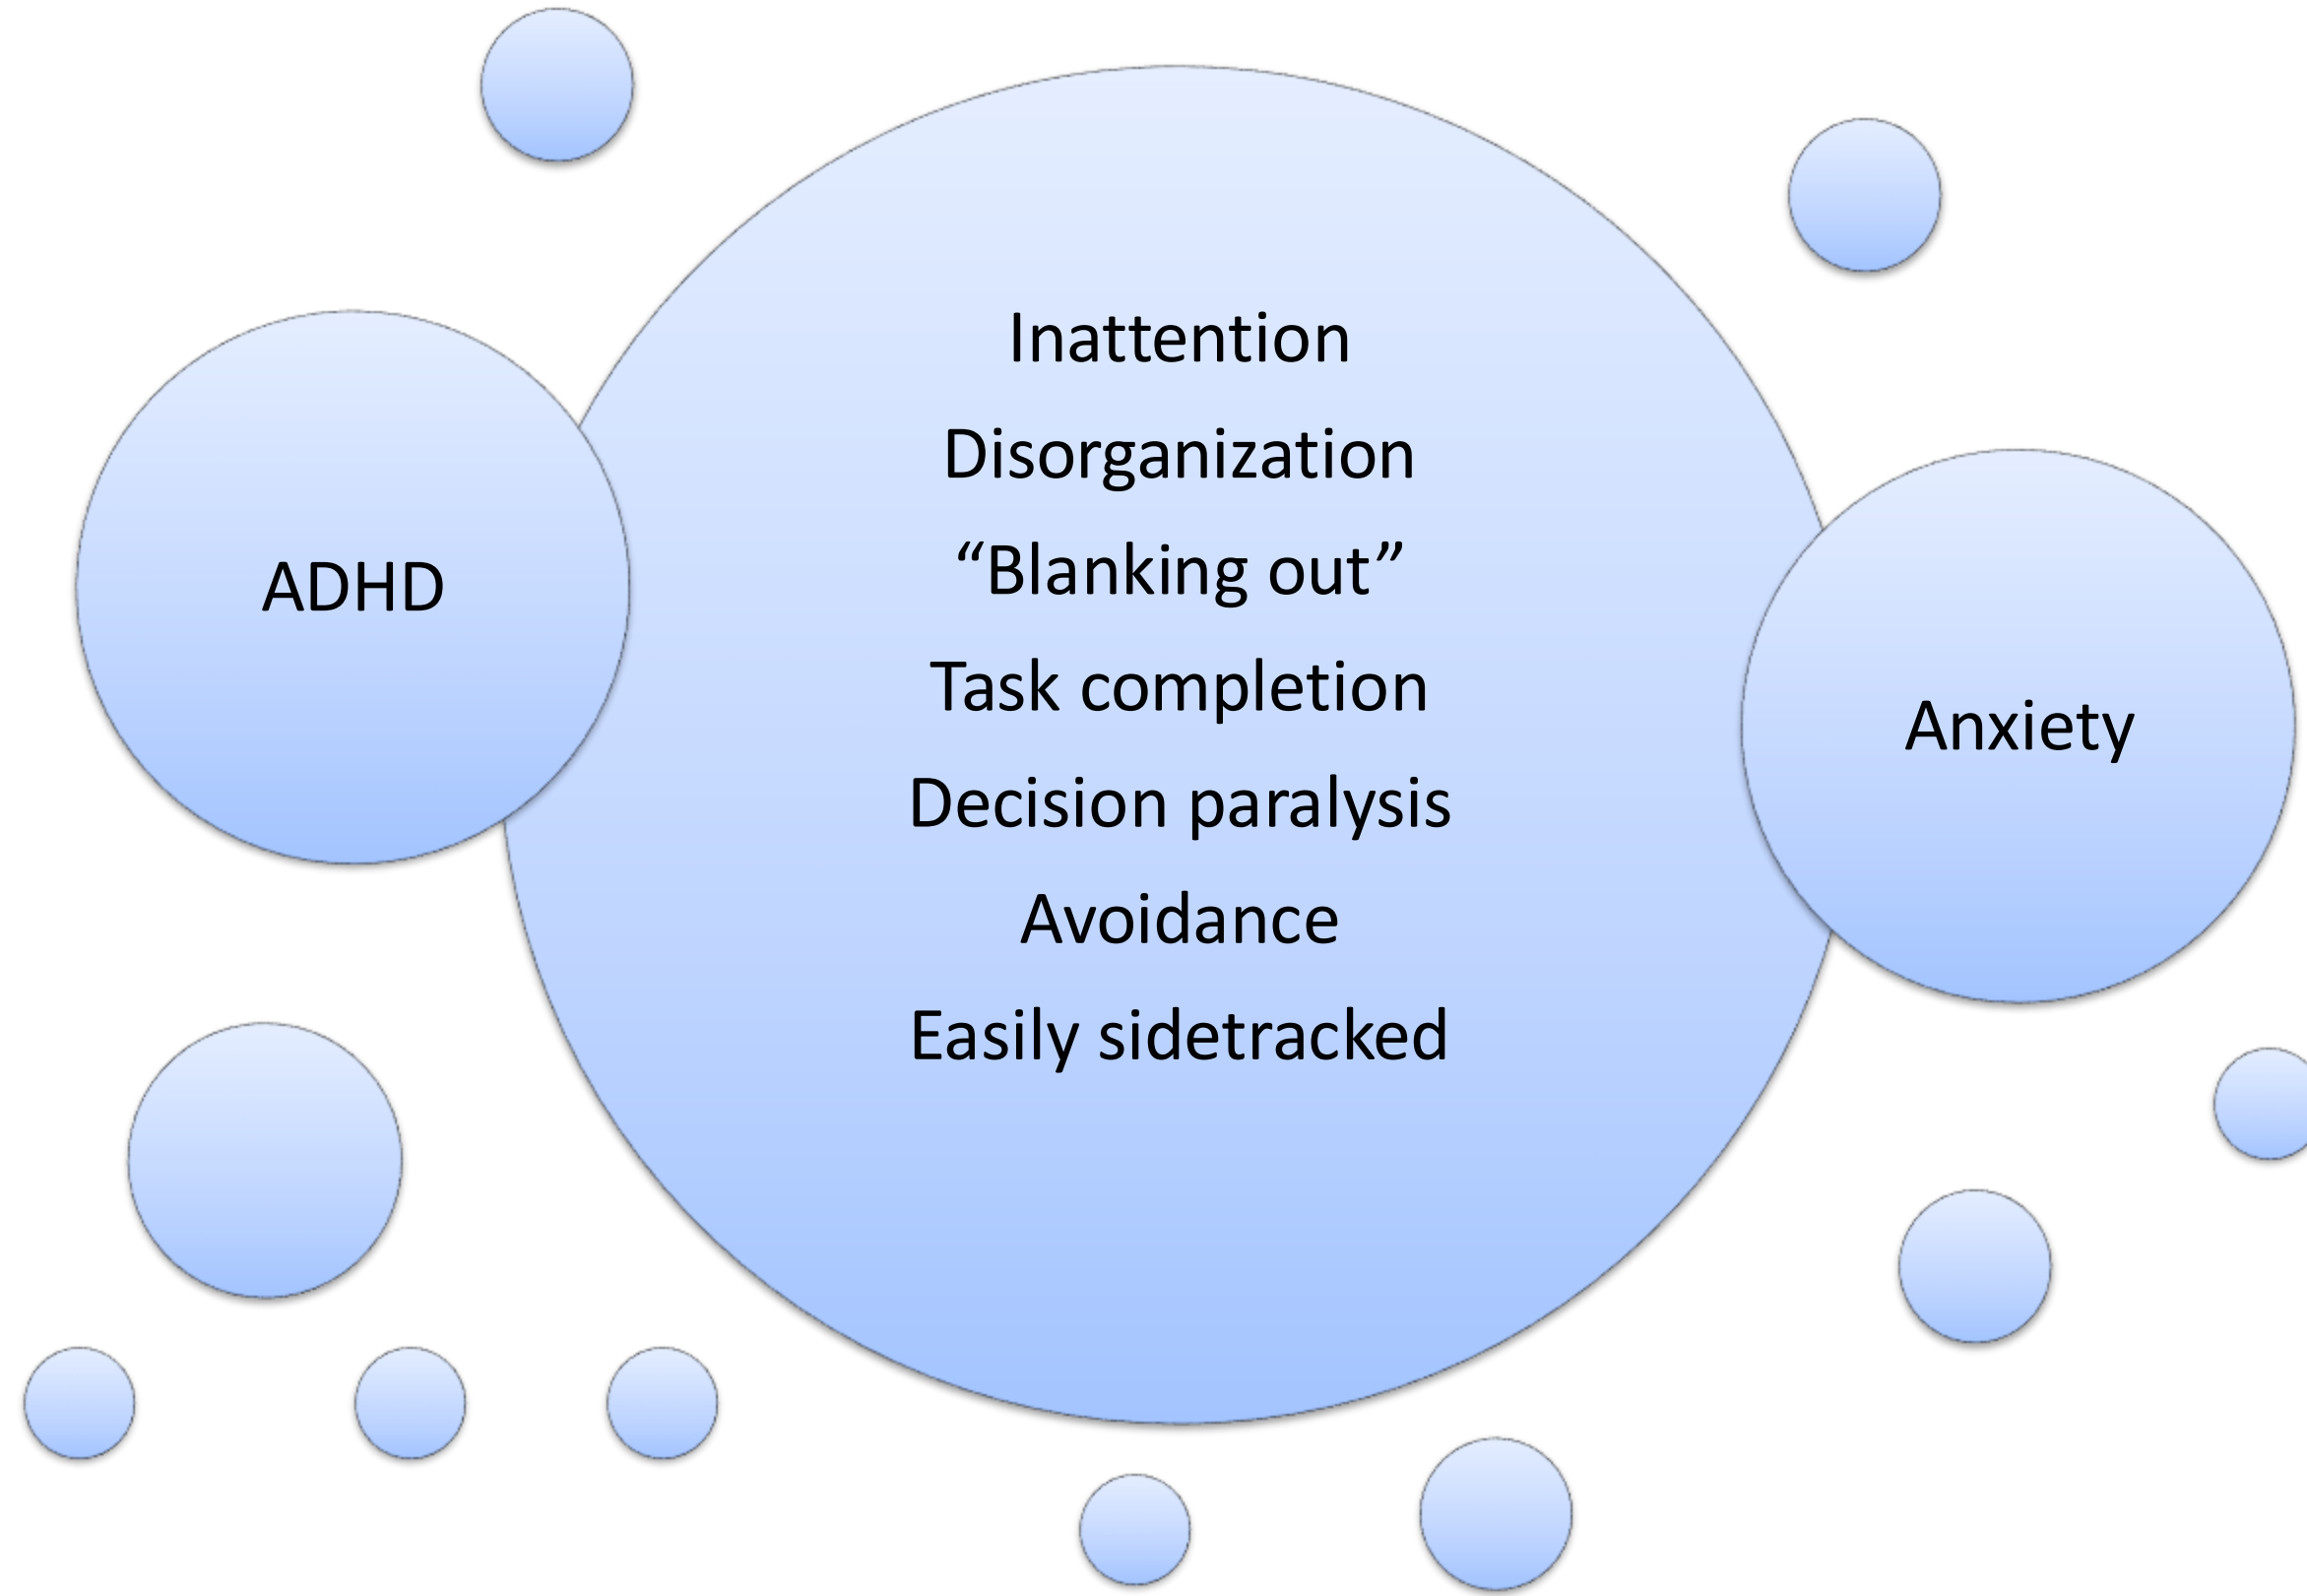 ADHD
Inattention
Disorganization
“Blanking out”
Task completion
Decision paralysis
Avoidance
Easily sidetracked
Anxiety